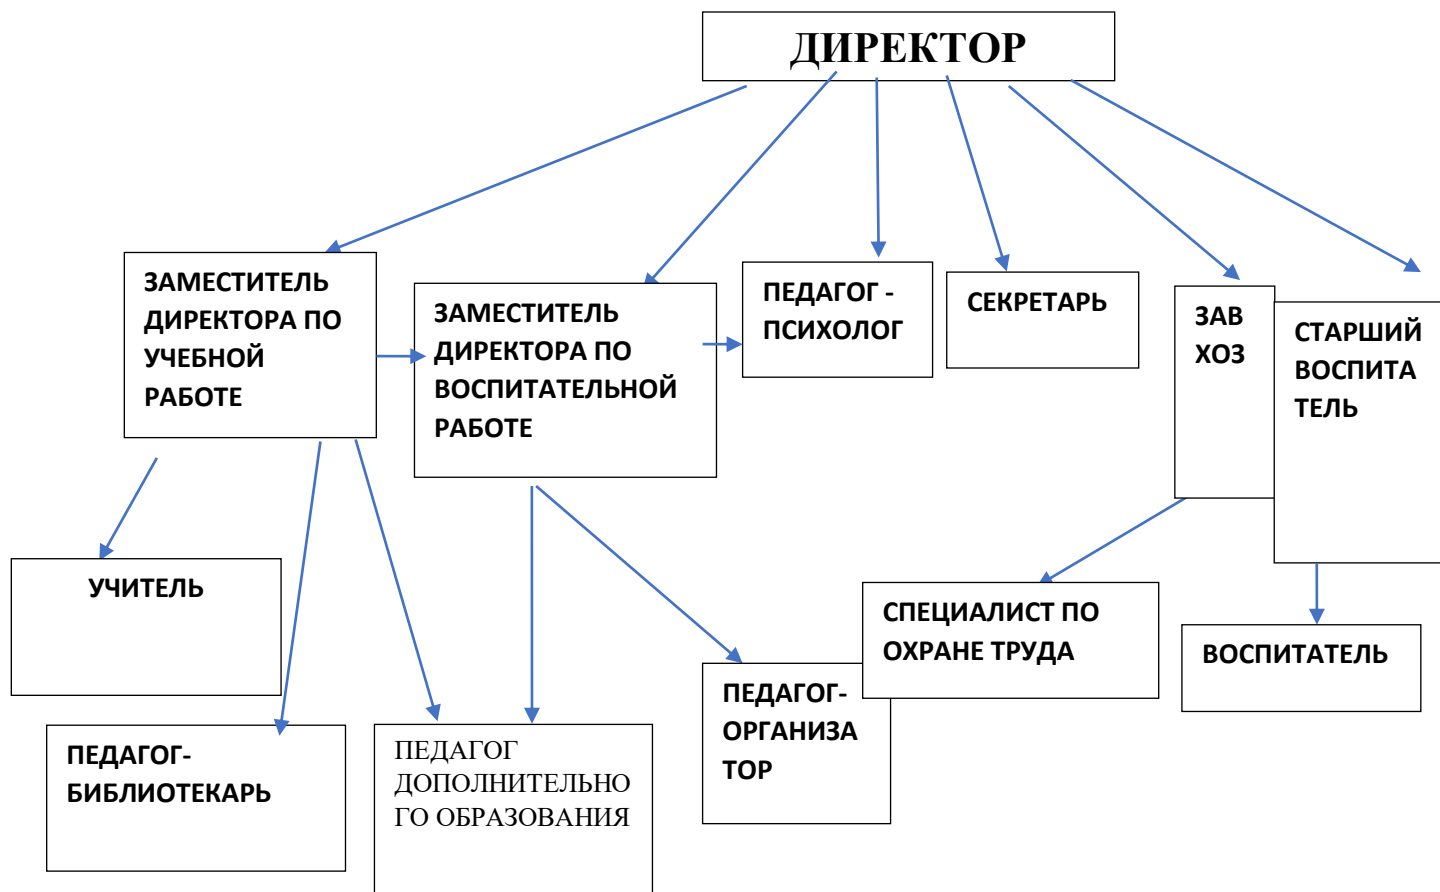 ДИРЕКТОР
ЗАМЕСТИТЕЛЬ
ДИРЕКТОРА ПО
УЧЕБНОЙ
РАБОТЕ
ЗАМЕСТИТЕЛЬ
ДИРЕКТОРА ПО
ВОСПИТАТЕЛЬНОЙ
РАБОТЕ
ПЕДАГОГ -
ПСИХОЛОГ
СЕКРЕТАРЬ
ЗАВ
ХОЗ
СТАРШИЙ
ВОСПИТА
ТЕЛЬ
УЧИТЕЛЬ
СПЕЦИАЛИСТ ПО
ОХРАНЕ ТРУДА
ВОСПИТАТЕЛЬ
ПЕДАГОГ-
БИБЛИОТЕКАРЬ
ПЕДАГОГ
ДОПОЛНИТЕЛЬНО
ГО ОБРАЗОВАНИЯ
ПЕДАГОГ-
ОРГАНИЗА
ТОР